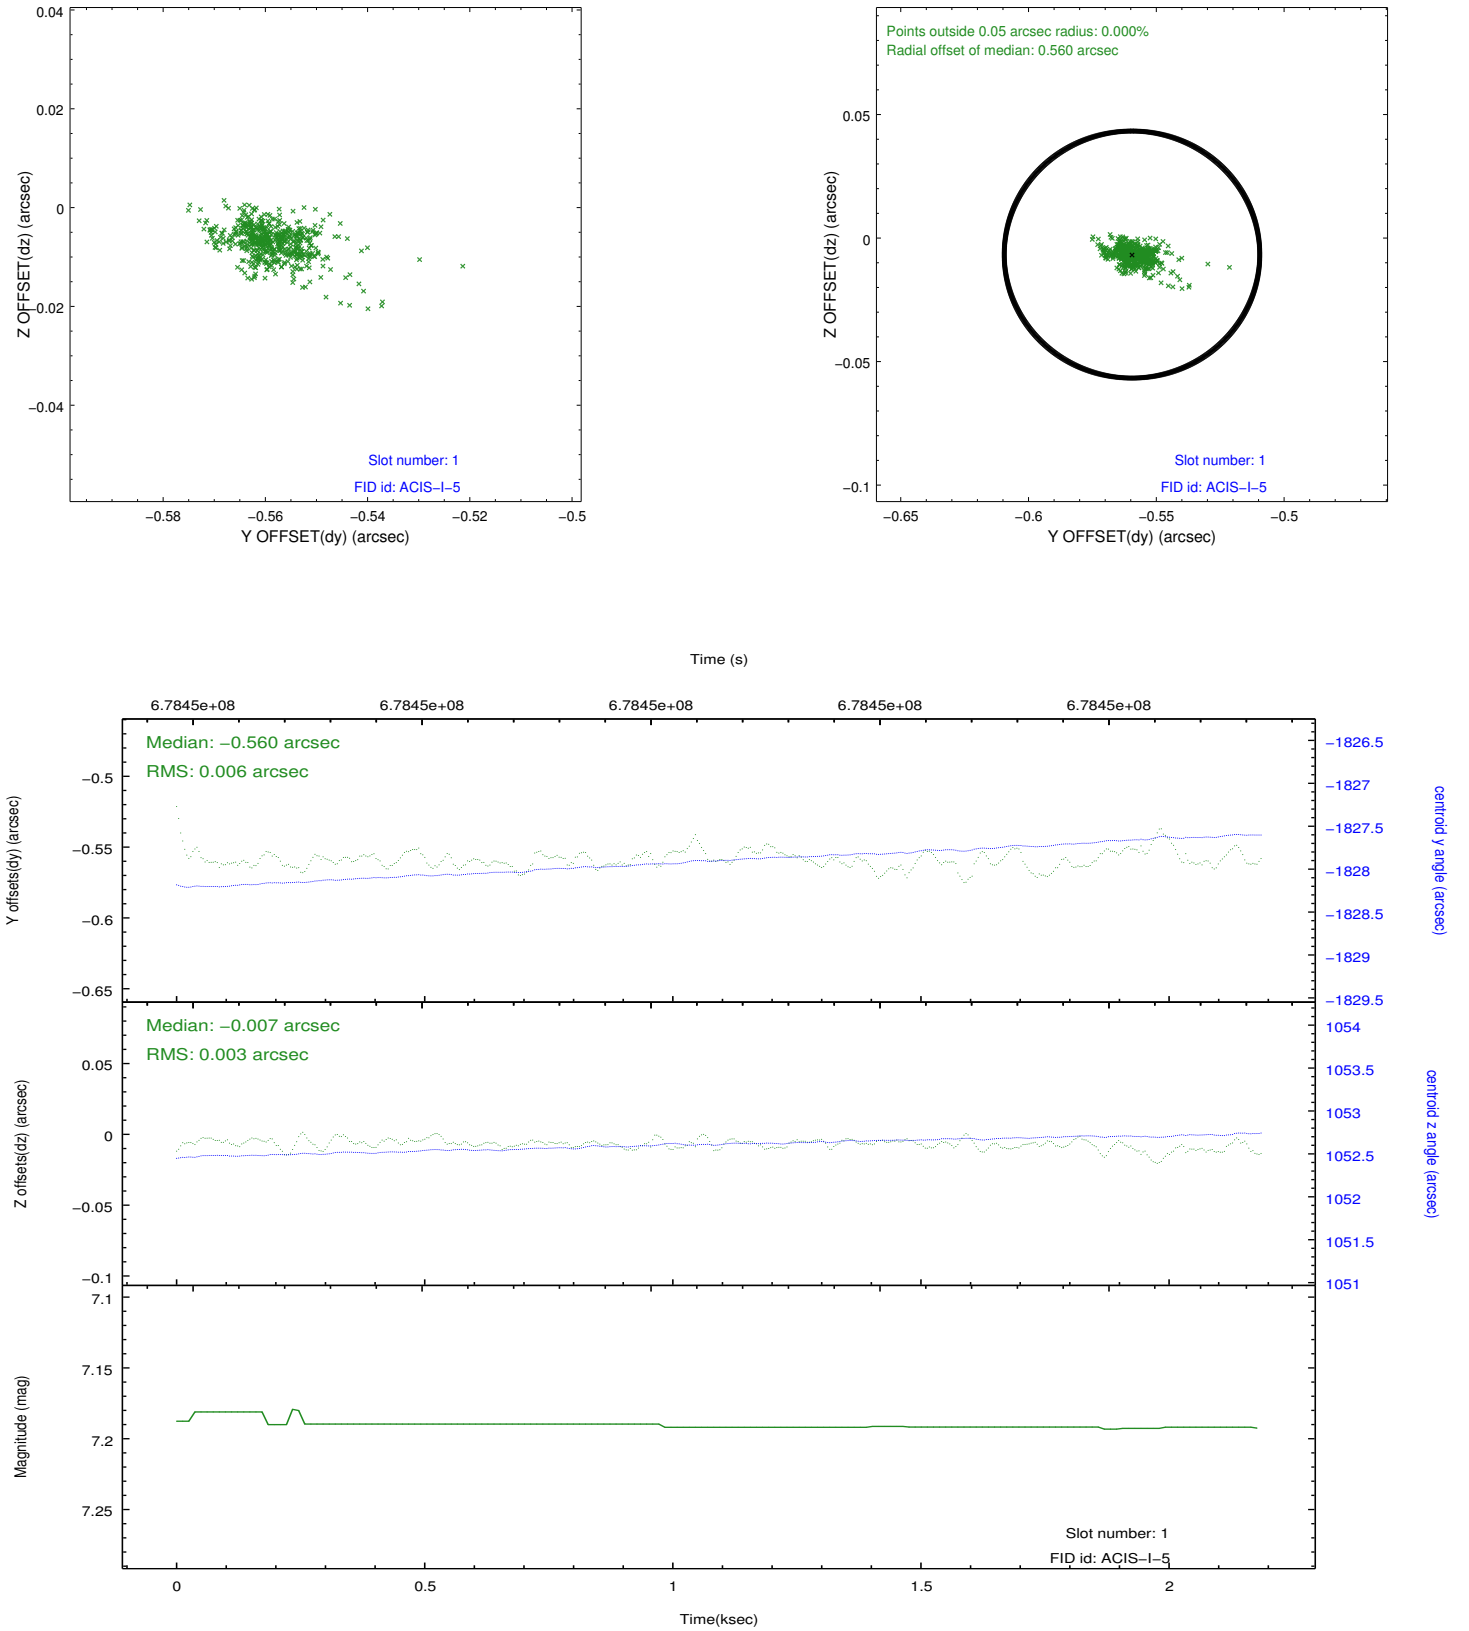 0.04
0.02
0
−0.02
−0.04
Z OFFSET(dz) (arcsec)
Slot number: 1
FID id: ACIS−I−5
−0.58
−0.56
−0.54
−0.52
−0.5
Y OFFSET(dy) (arcsec)
Points outside 0.05 arcsec radius: 0.000%
Radial offset of median: 0.560 arcsec
0.05
0
−0.05
−0.1
Z OFFSET(dz) (arcsec)
Slot number: 1
FID id: ACIS−I−5
−0.65
−0.6
−0.55
−0.5
Y OFFSET(dy) (arcsec)
Time (s)
6.7845e+08
6.7845e+08
6.7845e+08
6.7845e+08
6.7845e+08
Median: −0.560 arcsec
RMS: 0.006 arcsec
−0.5
−0.55
−0.6
−0.65
Y offsets(dy) (arcsec)
−1826.5
−1827
−1827.5
−1828
−1828.5
−1829
−1829.5
centroid y angle (arcsec)
Median: −0.007 arcsec
RMS: 0.003 arcsec
0.05
0
−0.05
−0.1
Z offsets(dz) (arcsec)
1054
1053.5
1053
1052.5
1052
1051.5
1051
centroid z angle (arcsec)
7.1
7.15
7.2
7.25
Magnitude (mag)
Slot number: 1
FID id: ACIS−I−5
0
0.5
1
1.5
2
Time(ksec)